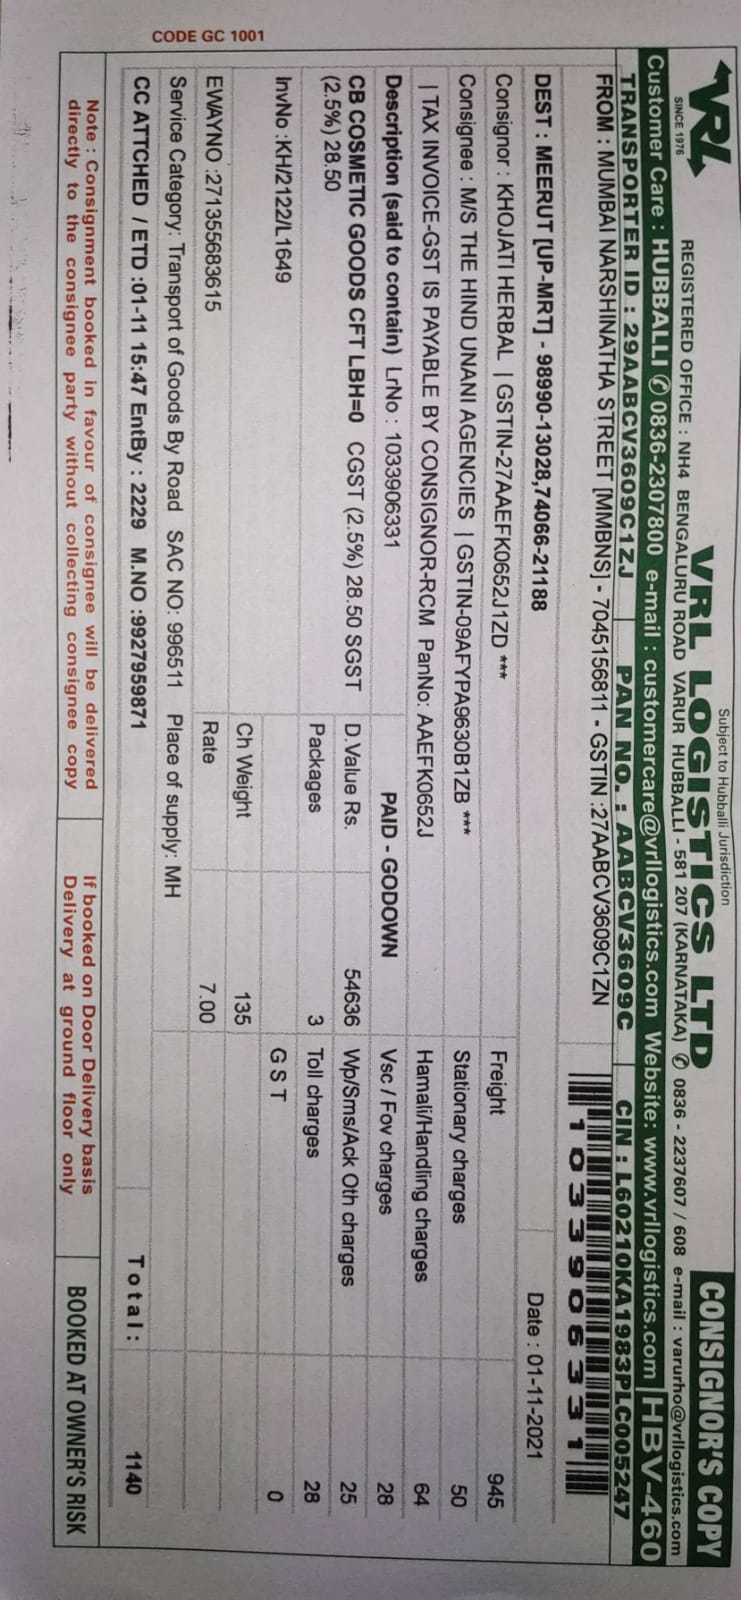 Subject to Hubballi Jurisdiction
VRL
SINCE 1976
VRL LOGISTICS LTD
CONSIGNOR'S COPY
REGISTERED OFFICE : NH4 BENGALURU ROAD VARUR HUBBALLI - 581 207 (KARNATAKA) ✆ 0836 - 2237607 / 608 e-mail : varurho@vrllogistics.com
Customer Care : HUBBALLI ✆ 0836-2307800 e-mail : customercare@vrllogistics.com Website: www.vrllogistics.com HBV-460
TRANSPORTER ID : 29AABCV3609C1ZJ PAN NO. : AABCV3609C CIN : L60210KA1983PLC005247
FROM : MUMBAI NARSHINATHA STREET [MMBNS] - 7045156811 - GSTIN :27AABCV3609C1ZN
1033906331
DEST : MEERUT [UP-MRT] - 98990-13028,74066-21188
Date : 01-11-2021
Consignor : KHOJATI HERBAL | GSTIN-27AAEFK0652J1ZD ***
Freight 945
Consignee : M/S THE HIND UNANI AGENCIES | GSTIN-09AFYPA9630B1ZB ***
Stationary charges 50
| TAX INVOICE-GST IS PAYABLE BY CONSIGNOR-RCM PanNo: AAEFK0652J
Hamali/Handling charges 64
Description (said to contain) LrNo : 1033906331
PAID - GODOWN
Vsc / Fov charges 28
CB COSMETIC GOODS CFT LBH=0 CGST (2.5%) 28.50 SGST
(2.5%) 28.50
D.Value Rs. 54636
Wp/Sms/Ack Oth charges 25
Packages 3
Toll charges 28
InvNo :KH/2122/L1649
G S T 0
Ch Weight 135
EWAYNO :271355683615
Rate 7.00
Service Category: Transport of Goods By Road SAC NO: 996511 Place of supply: MH
CC ATTCHED / ETD :01-11 15:47 EntBy : 2229 M.NO :9927959871
Total : 1140
Note : Consignment booked in favour of consignee will be delivered
directly to the consignee party without collecting consignee copy
If booked on Door Delivery basis
Delivery at ground floor only
BOOKED AT OWNER'S RISK
CODE GC 1001